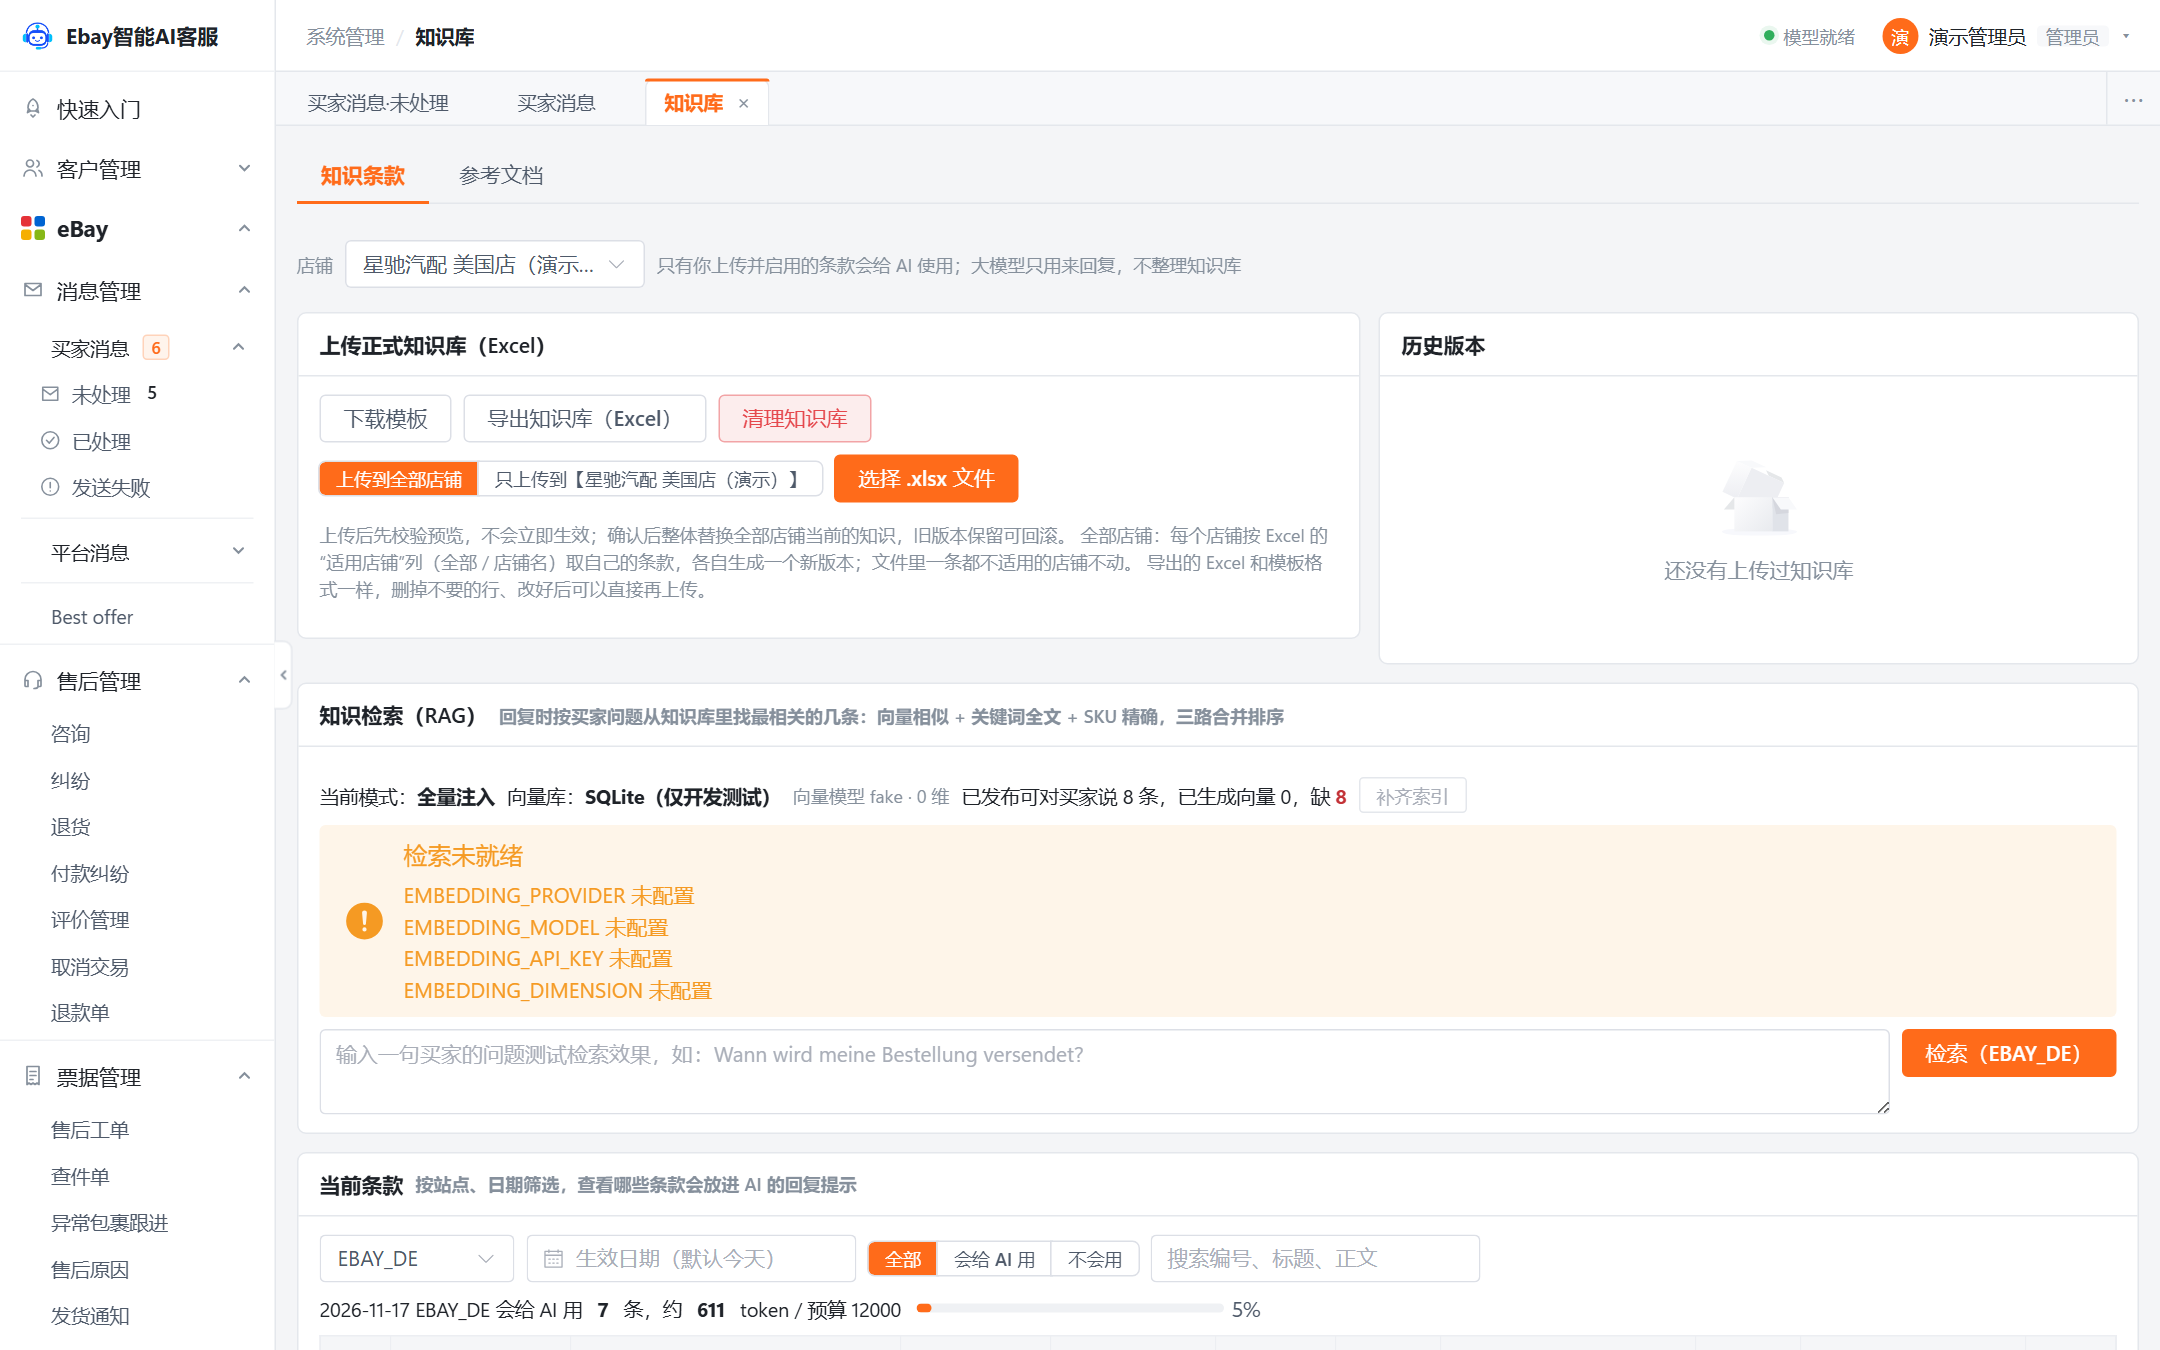 Ebay智能AI客服
系统管理 / 知识库
模型就绪
演 演示管理员 管理员
快速入门
客户管理
eBay
消息管理
买家消息 6
未处理 5
已处理
发送失败
平台消息
Best offer
售后管理
咨询
纠纷
退货
付款纠纷
评价管理
取消交易
退款单
票据管理
售后工单
查件单
异常包裹跟进
售后原因
发货通知
买家消息·未处理 买家消息 知识库 ×
知识条款 参考文档
店铺 星驰汽配 美国店（演示... 只有你上传并启用的条款会给 AI 使用；大模型只用来回复，不整理知识库
上传正式知识库（Excel）
下载模板 导出知识库（Excel） 清理知识库
上传到全部店铺 只上传到【星驰汽配 美国店（演示）】 选择 .xlsx 文件
上传后先校验预览，不会立即生效；确认后整体替换全部店铺当前的知识，旧版本保留可回滚。 全部店铺：每个店铺按 Excel 的
“适用店铺”列（全部 / 店铺名）取自己的条款，各自生成一个新版本；文件里一条都不适用的店铺不动。 导出的 Excel 和模板格
式一样，删掉不要的行、改好后可以直接再上传。
历史版本
还没有上传过知识库
知识检索（RAG） 回复时按买家问题从知识库里找最相关的几条：向量相似 + 关键词全文 + SKU 精确，三路合并排序
当前模式：全量注入 向量库：SQLite（仅开发测试） 向量模型 fake · 0 维 已发布可对买家说 8 条，已生成向量 0，缺 8 补齐索引
检索未就绪
EMBEDDING_PROVIDER 未配置
EMBEDDING_MODEL 未配置
EMBEDDING_API_KEY 未配置
EMBEDDING_DIMENSION 未配置
输入一句买家的问题测试检索效果，如：Wann wird meine Bestellung versendet?
检索（EBAY_DE）
当前条款 按站点、日期筛选，查看哪些条款会放进 AI 的回复提示
EBAY_DE 生效日期（默认今天） 全部 会给 AI 用 不会用 搜索编号、标题、正文
2026-11-17 EBAY_DE 会给 AI 用 7 条，约 611 token / 预算 12000 5%